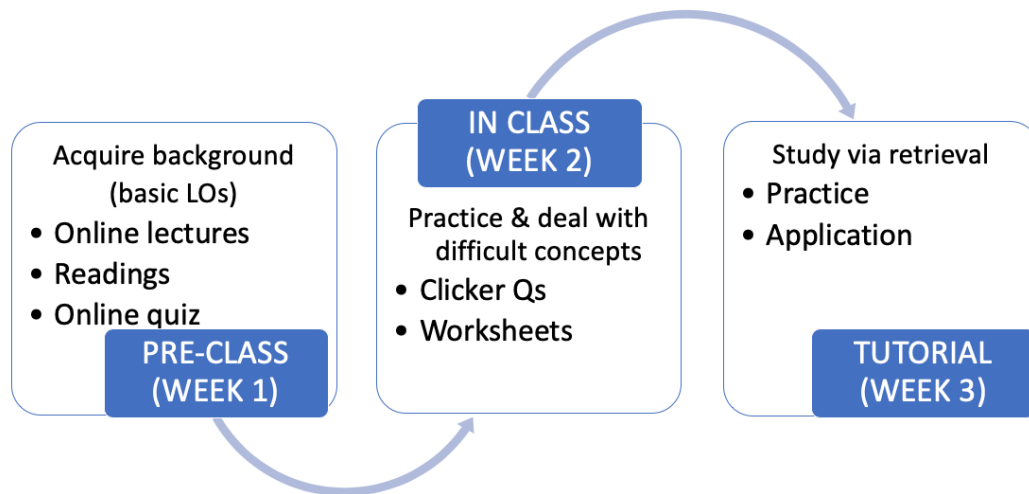 Acquire background
(basic LOs)
• Online lectures
• Readings
• Online quiz
PRE-CLASS
(WEEK 1)
IN CLASS
(WEEK 2)
Practice & deal with
difficult concepts
• Clicker Qs
• Worksheets
Study via retrieval
• Practice
• Application
TUTORIAL
(WEEK 3)